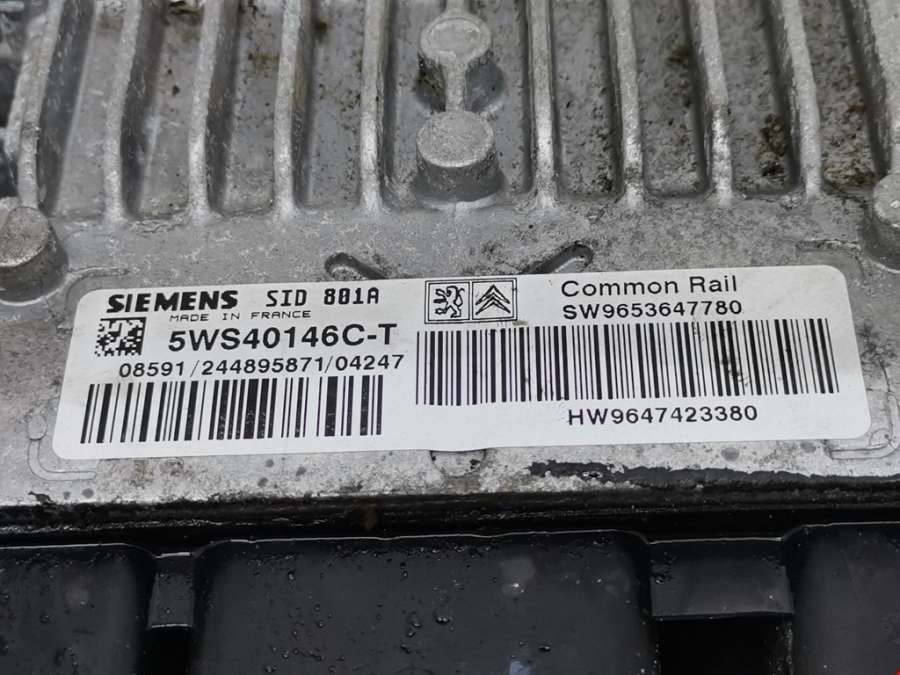 SIEMENS SID 801A
MADE IN FRANCE
5WS40146C-T
08591/244895871/04247
Common Rail
SW9653647780
HW9647423380